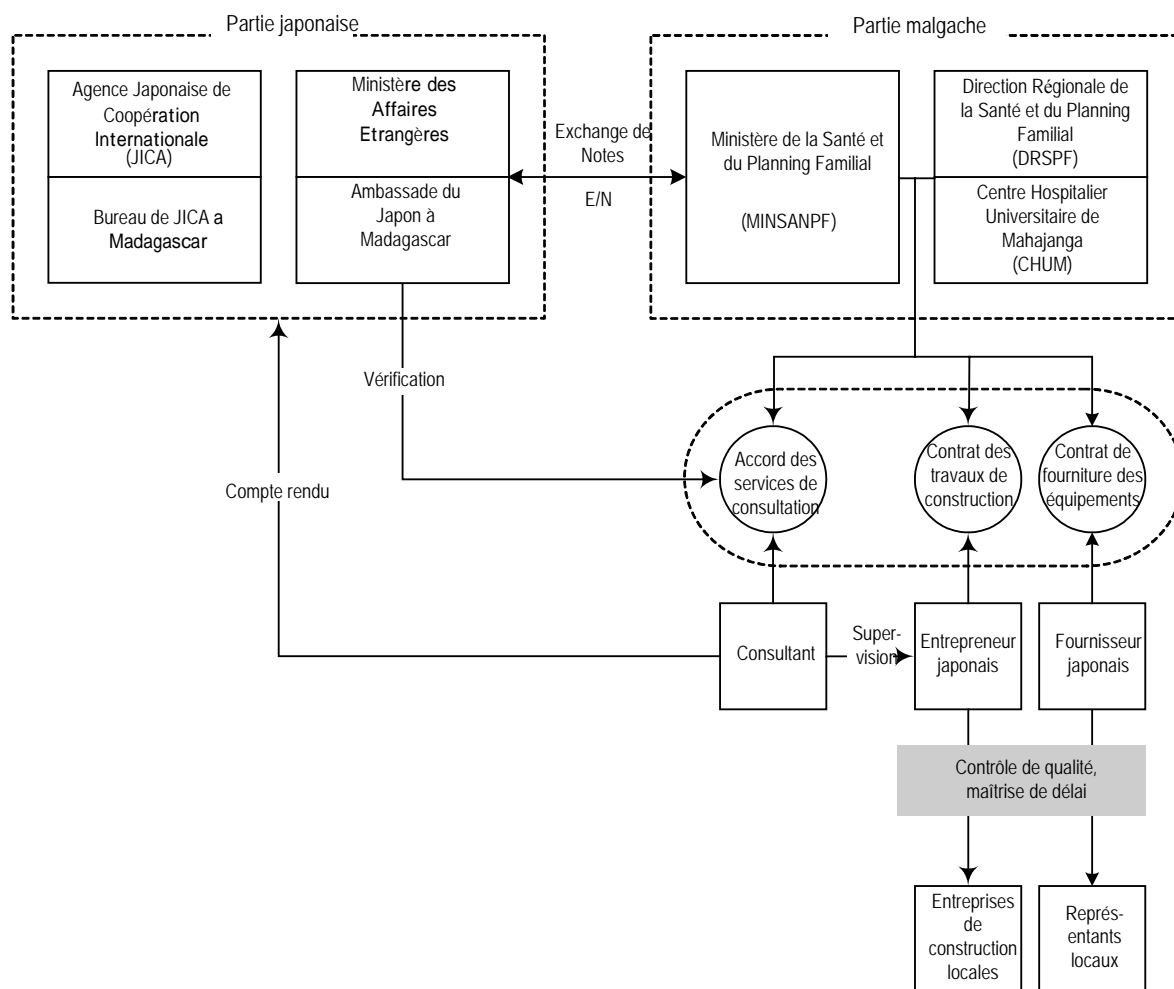 Partie japonaise
Partie malgache
Agence Japonaise de
Coopération
Internationale
(JICA)
Bureau de JICA a
Madagascar
Ministère des
Affaires
Etrangères
Ambassade du
Japon à
Madagascar
Exchange de
Notes
E/N
Ministère de la Santé et
du Planning Familial
(MINSANPF)
Direction Régionale de
la Santé et du Planning
Familial
(DRSPF)
Centre Hospitalier
Universitaire de
Mahajanga
(CHUM)
Vérification
Compte rendu
Accord des
services de
consultation
Contrat des
travaux de
construction
Contrat de
fourniture des
équipements
Consultant
Super-
vision
Entrepreneur
japonais
Fournisseur
japonais
Contrôle de qualité,
maîtrise de délai
Entreprises
de
construction
locales
Représ-
entants
locaux